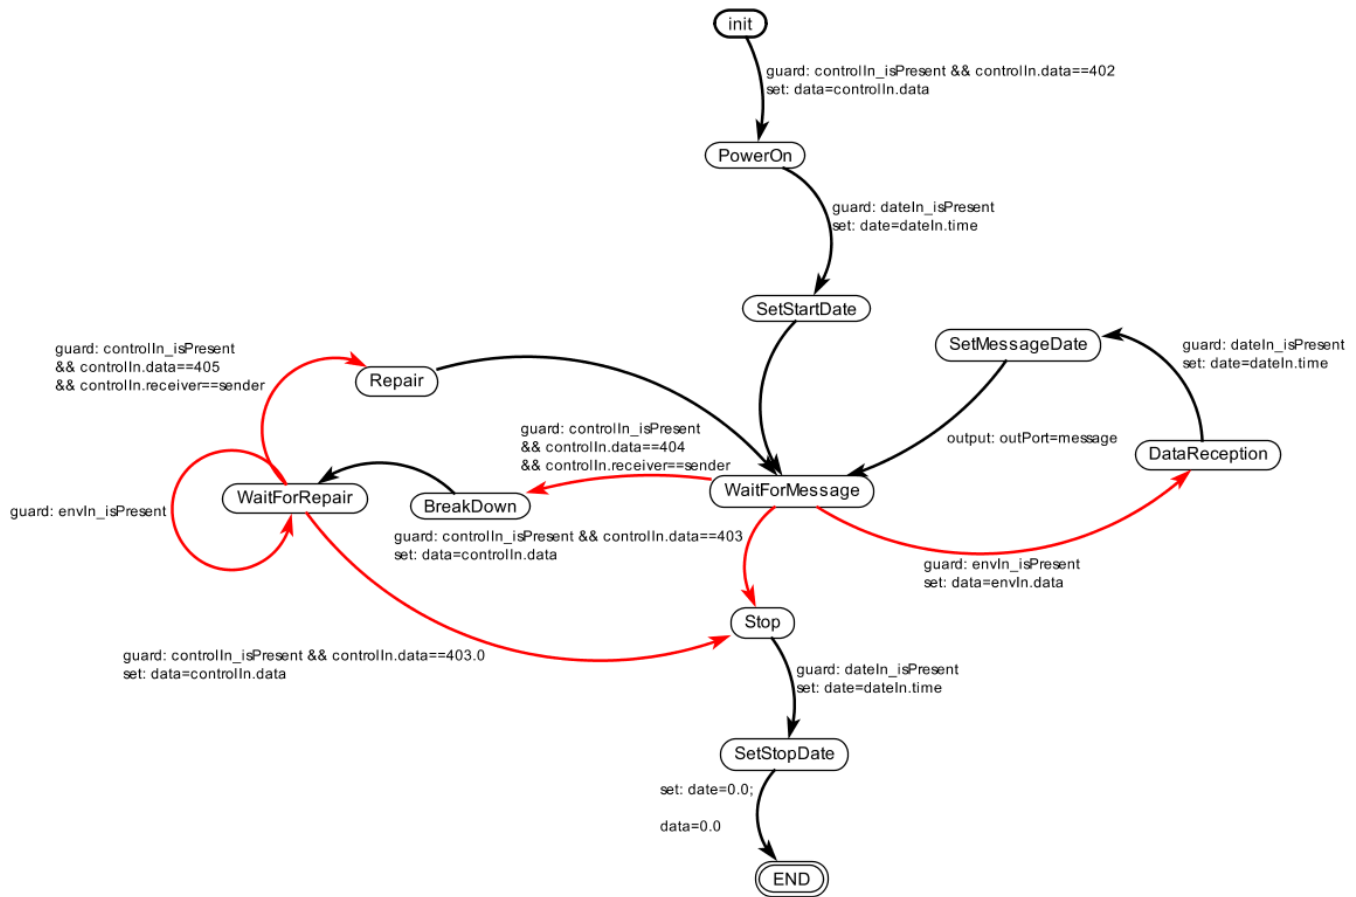 init
guard: controlIn_isPresent && controlIn.data==402
set: data=controlIn.data
PowerOn
guard: dateIn_isPresent
set: date=dateIn.time
SetStartDate
SetMessageDate
guard: dateIn_isPresent
set: date=dateIn.time
guard: controlIn_isPresent
&& controlIn.data==405
&& controlIn.receiver==sender
Repair
guard: controlIn_isPresent
&& controlIn.data==404
&& controlIn.receiver==sender
output: outPort=message
DataReception
WaitForRepair
BreakDown
WaitForMessage
guard: envIn_isPresent
guard: controlIn_isPresent && controlIn.data==403
set: data=controlIn.data
guard: envIn_isPresent
set: data=envIn.data
Stop
guard: controlIn_isPresent && controlIn.data==403.0
set: data=controlIn.data
guard: dateIn_isPresent
set: date=dateIn.time
SetStopDate
set: date=0.0;
data=0.0
END